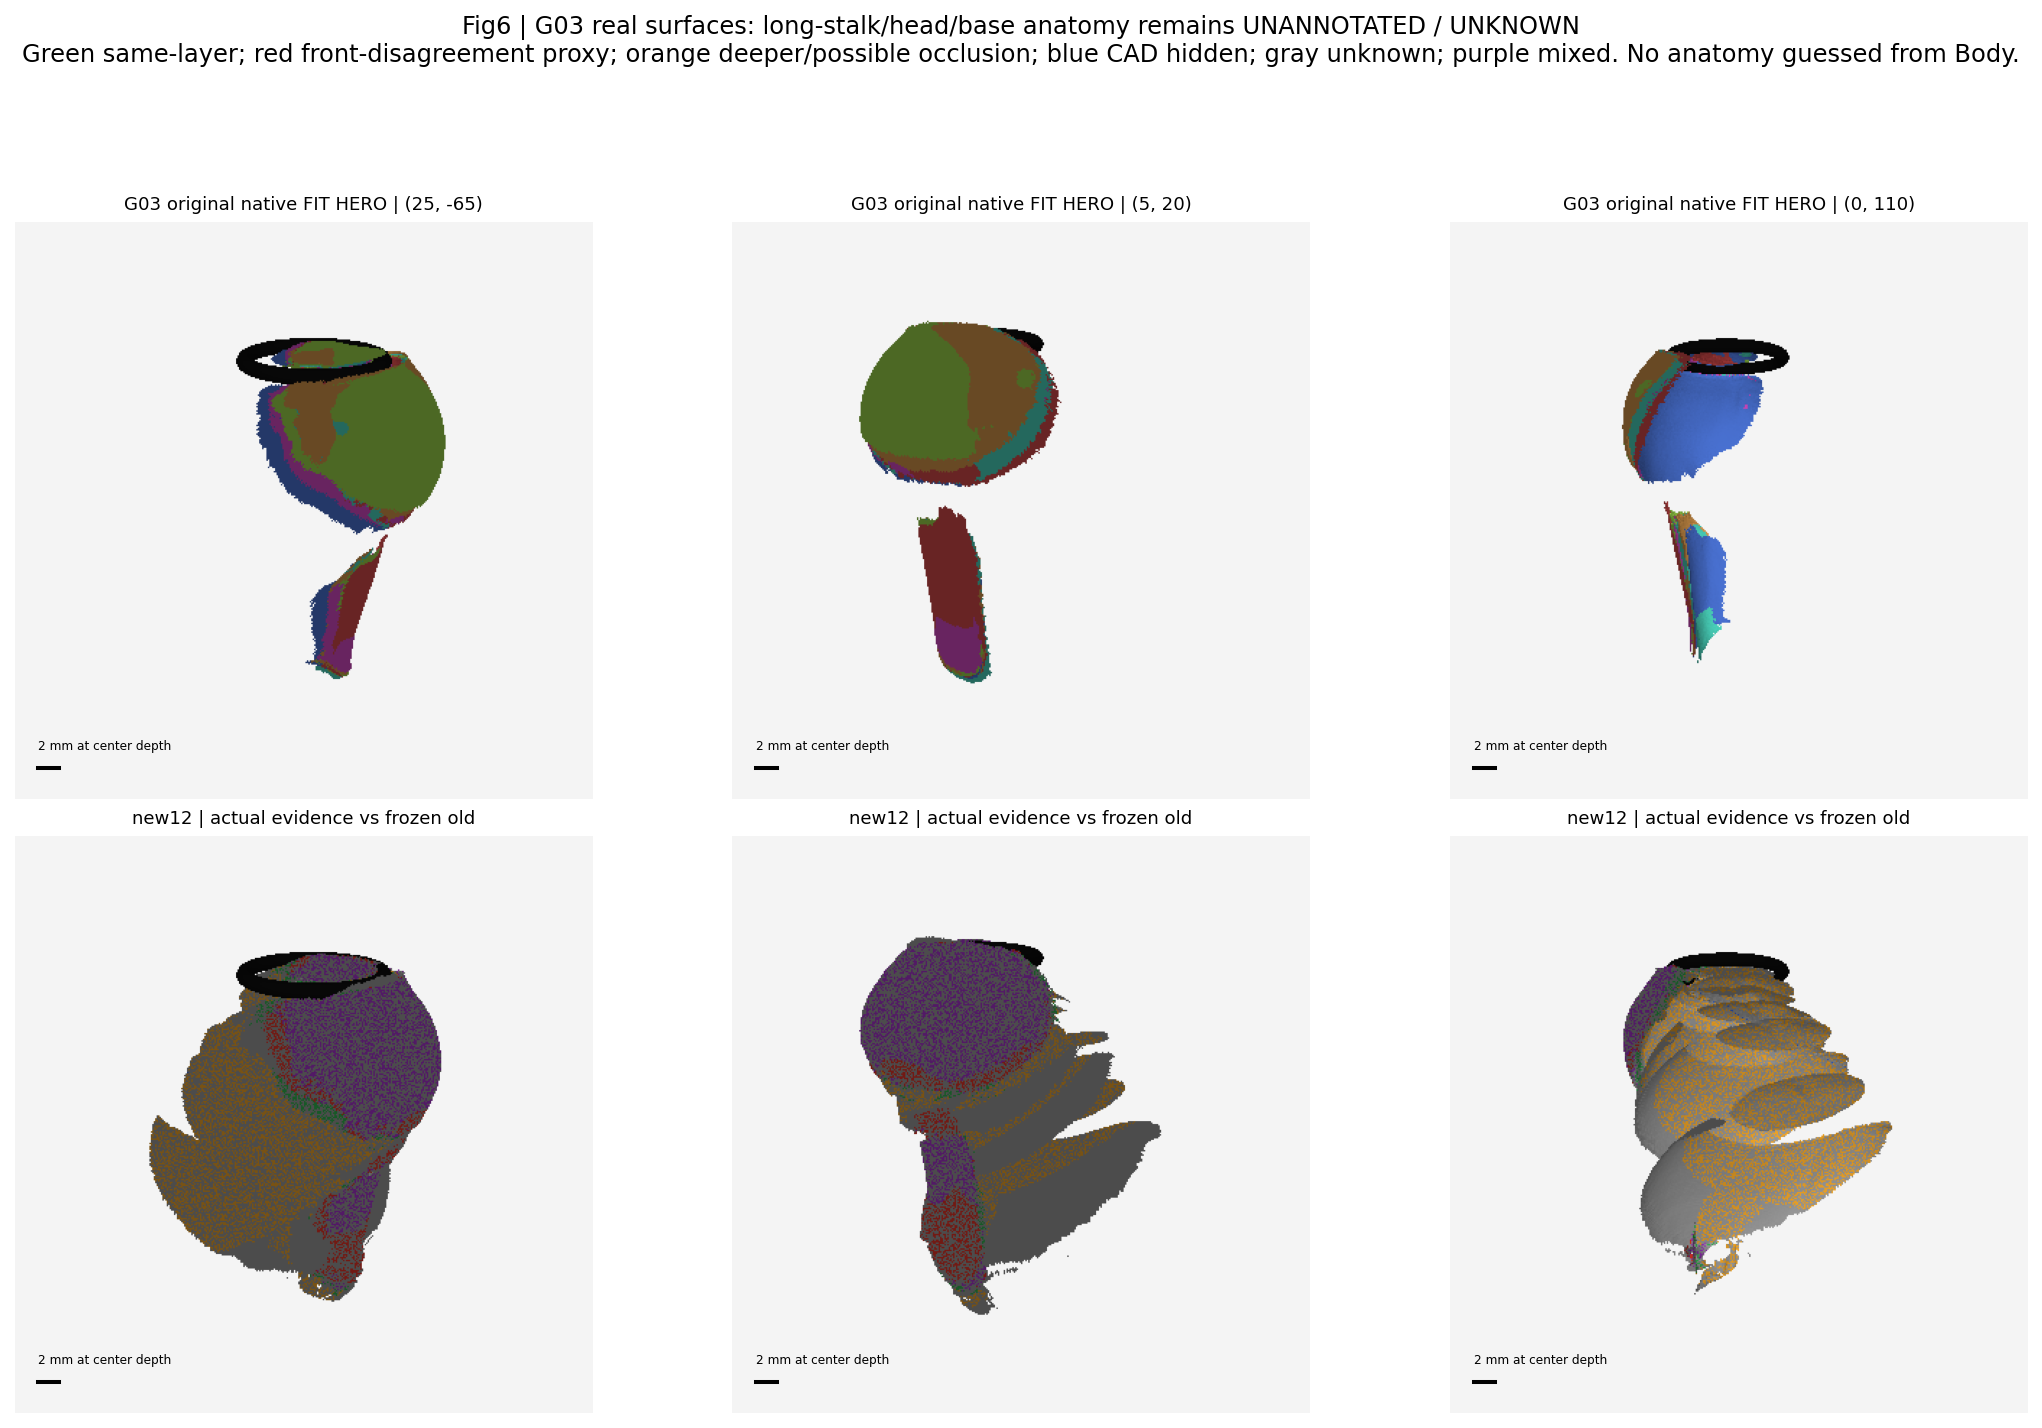 Fig6 | G03 real surfaces: long-stalk/head/base anatomy remains UNANNOTATED / UNKNOWN
Green same-layer; red front-disagreement proxy; orange deeper/possible occlusion; blue CAD hidden; gray unknown; purple mixed. No anatomy guessed from Body.
G03 original native FIT HERO | (25, -65)
G03 original native FIT HERO | (5, 20)
G03 original native FIT HERO | (0, 110)
2 mm at center depth
2 mm at center depth
2 mm at center depth
new12 | actual evidence vs frozen old
new12 | actual evidence vs frozen old
new12 | actual evidence vs frozen old
2 mm at center depth
2 mm at center depth
2 mm at center depth